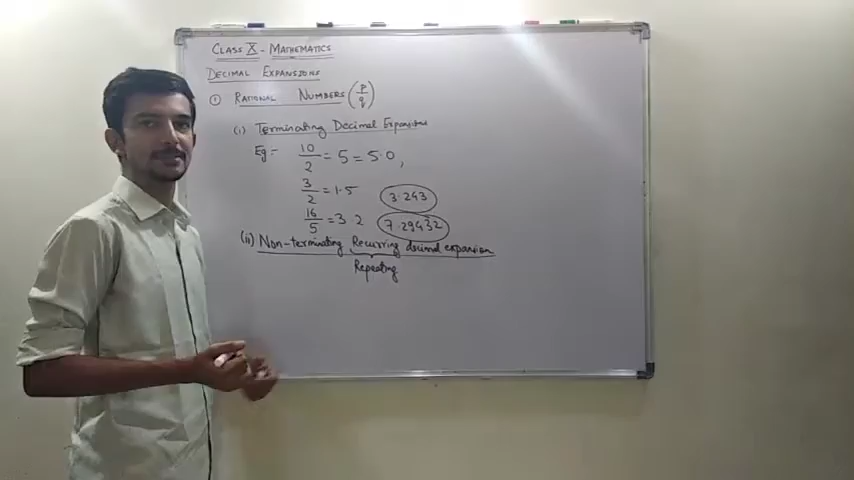 CLASS X - MATHEMATICS
DECIMAL EXPANSIONS
① RATIONAL NUMBERS (p/q)
(i) Terminating Decimal Expansions
Eg = 10/2 = 5 = 5.0,
3/2 = 1.5 3.243
16/5 = 3.2 7.29432
(ii) Non-terminating Recurring decimal expansion
Repeating